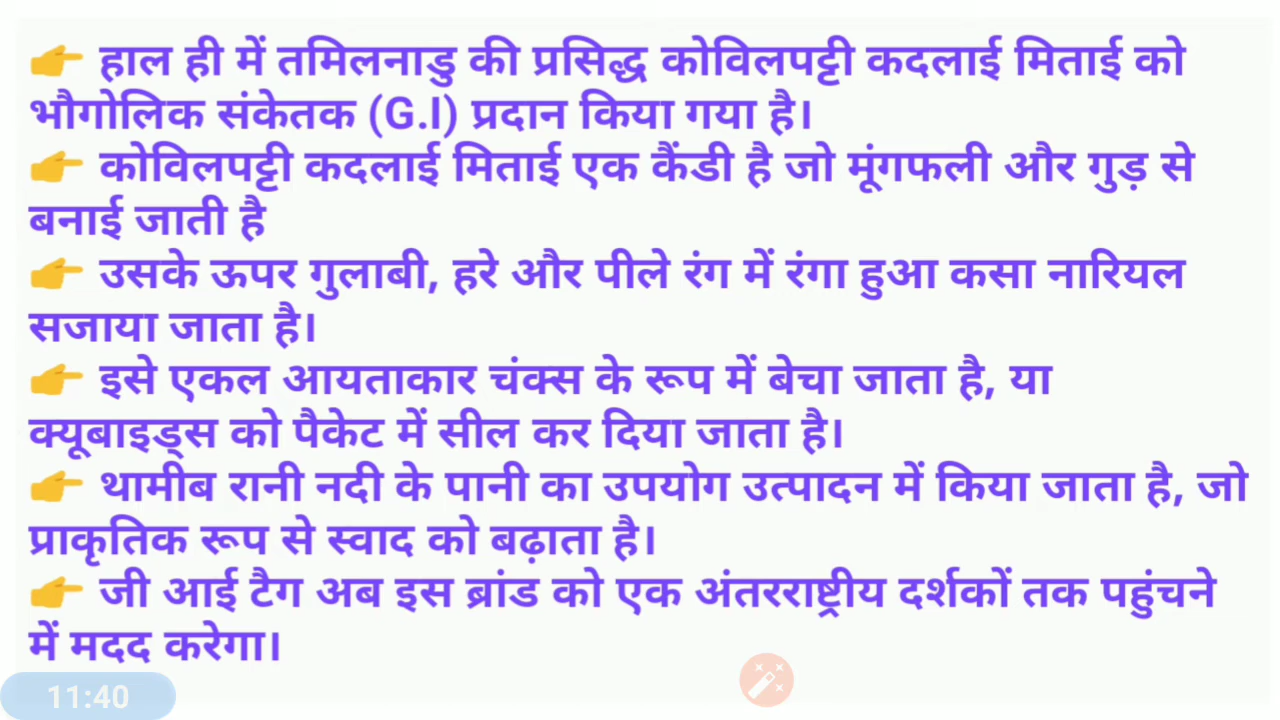 👉 हाल ही में तमिलनाडु की प्रसिद्ध कोविलपट्टी कदलाई मिताई को
भौगोलिक संकेतक (G.I) प्रदान किया गया है।
👉 कोविलपट्टी कदलाई मिताई एक कैंडी है जो मूंगफली और गुड़ से
बनाई जाती है
👉 उसके ऊपर गुलाबी, हरे और पीले रंग में रंगा हुआ कसा नारियल
सजाया जाता है।
👉 इसे एकल आयताकार चंक्स के रूप में बेचा जाता है, या
क्यूबाइड्स को पैकेट में सील कर दिया जाता है।
👉 थामीब रानी नदी के पानी का उपयोग उत्पादन में किया जाता है, जो
प्राकृतिक रूप से स्वाद को बढ़ाता है।
👉 जी आई टैग अब इस ब्रांड को एक अंतरराष्ट्रीय दर्शकों तक पहुंचने
में मदद करेगा।
11:40